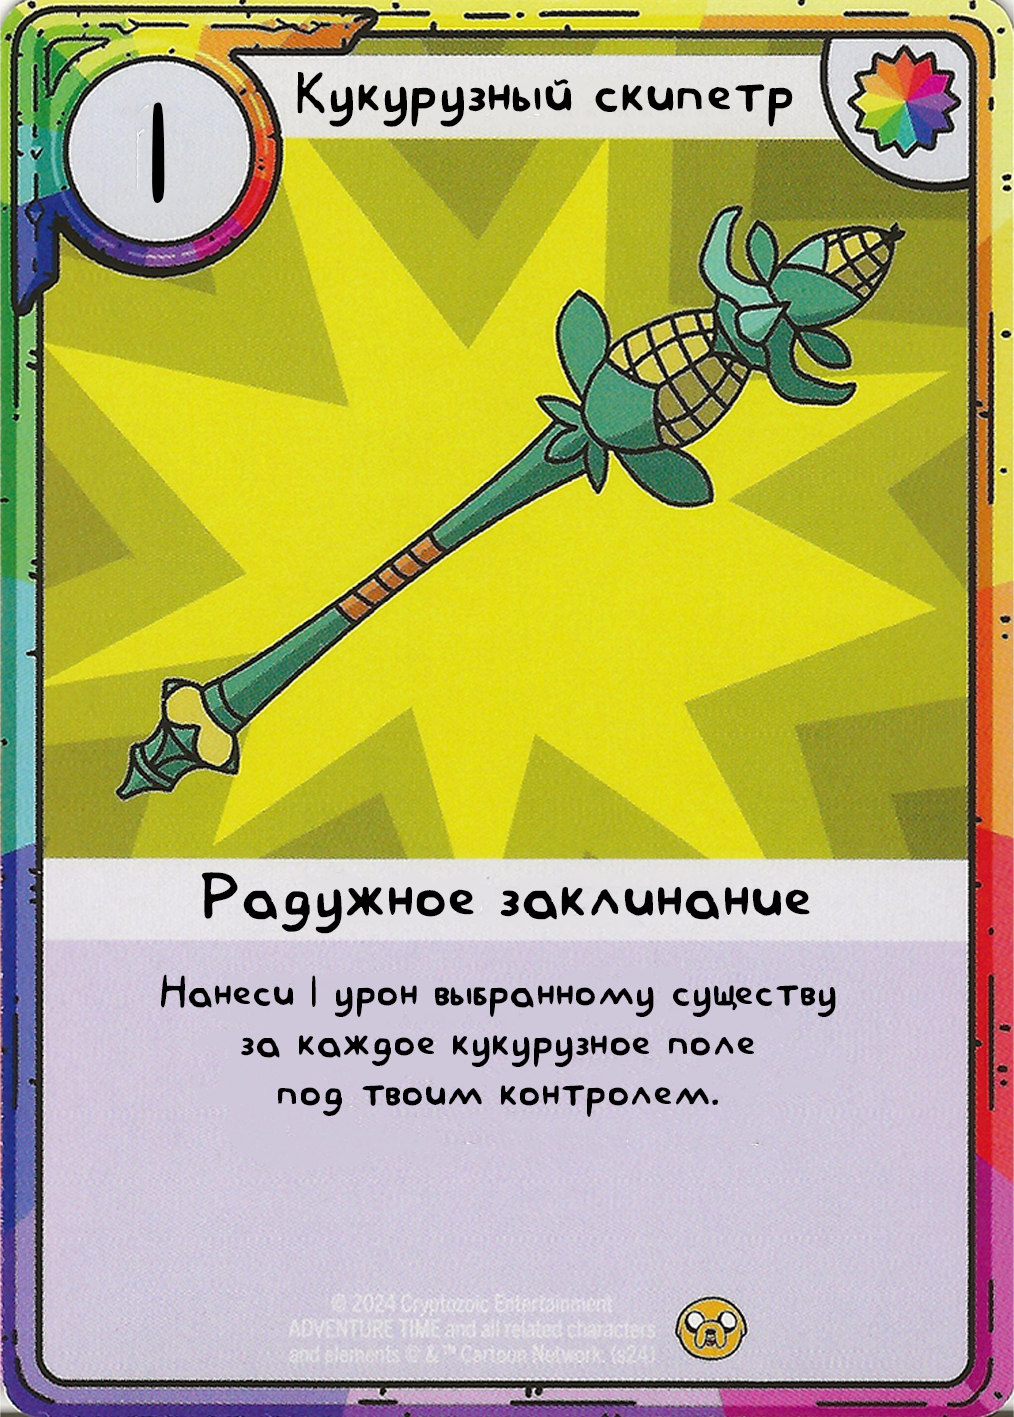 1
Кукурузный скипетр
Радужное заклинание
Нанеси 1 урон выбранному существу
за каждое кукурузное поле
под твоим контролем.
© 2024 Cryptozoic Entertainment
ADVENTURE TIME and all related characters
and elements © & ™ Cartoon Network. (s24)